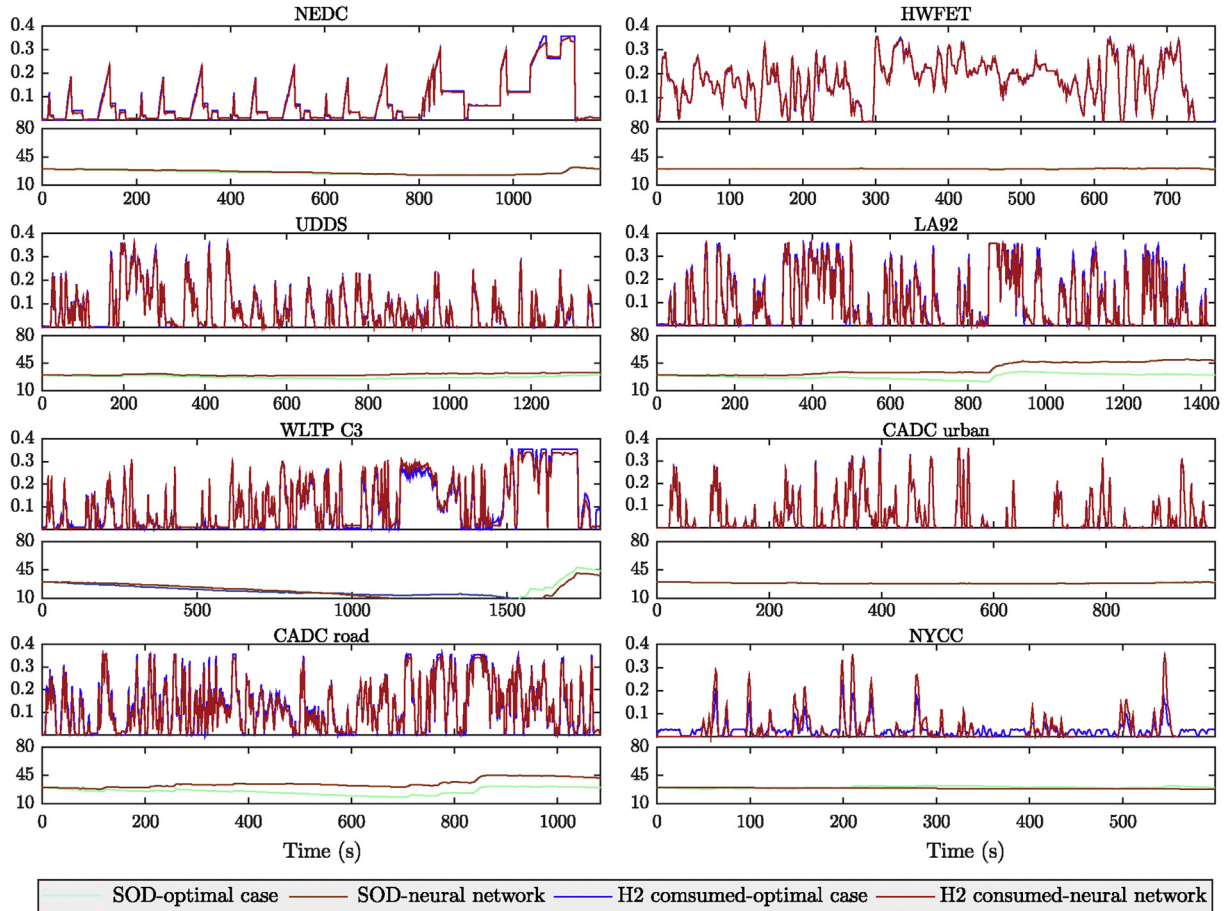 NEDC
0.4
0.3
0.2
0.1
80
45
10
0 200 400 600 800 1000
HWFET
0.4
0.3
0.2
0.1
80
45
10
0 100 200 300 400 500 600 700
UDDS
0.4
0.3
0.2
0.1
80
45
10
0 200 400 600 800 1000 1200
LA92
0.4
0.3
0.2
0.1
80
45
10
0 200 400 600 800 1000 1200 1400
WLTP C3
0.4
0.3
0.2
0.1
80
45
10
0 500 1000 1500
CADC urban
0.4
0.3
0.2
0.1
80
45
10
0 200 400 600 800
CADC road
0.4
0.3
0.2
0.1
80
45
10
0 200 400 600 800 1000
Time (s)
NYCC
0.4
0.3
0.2
0.1
80
45
10
0 100 200 300 400 500
Time (s)
SOD-optimal case SOD-neural network H2 comsumed-optimal case H2 consumed-neural network